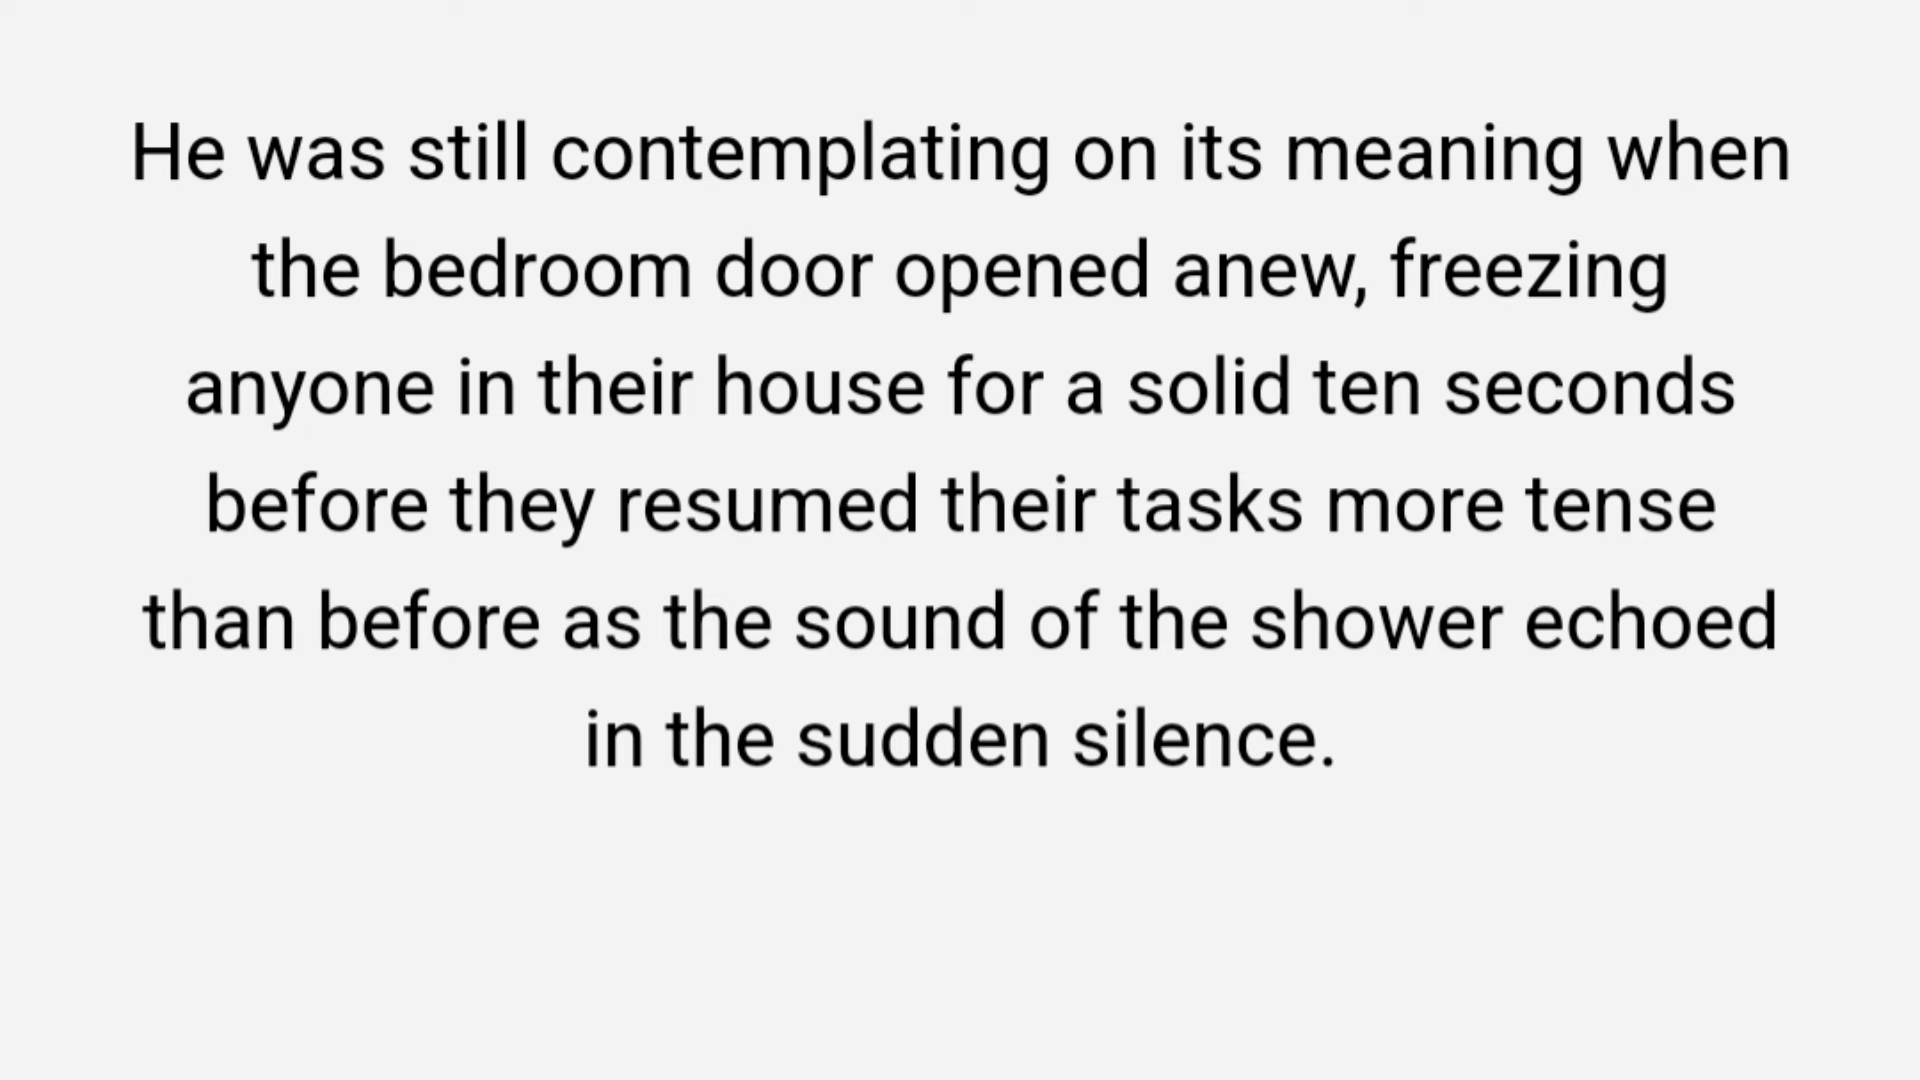 He was still contemplating on its meaning when
the bedroom door opened anew, freezing
anyone in their house for a solid ten seconds
before they resumed their tasks more tense
than before as the sound of the shower echoed
in the sudden silence.